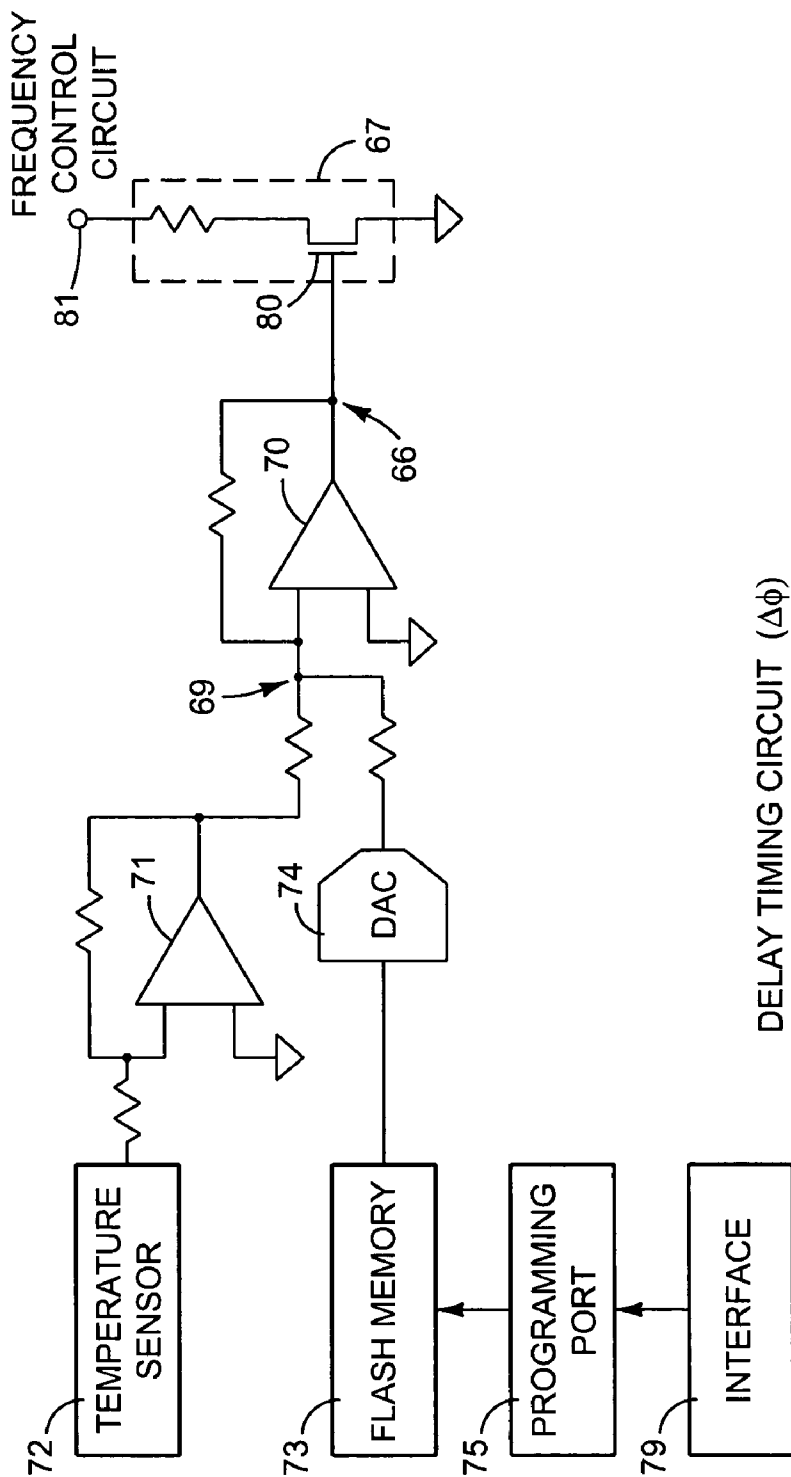 FREQUENCY
CONTROL
CIRCUIT
81
67
80
66
70
69
71
74
DAC
72
TEMPERATURE
SENSOR
73
FLASH MEMORY
75
PROGRAMMING
PORT
79
INTERFACE
DELAY TIMING CIRCUIT (Δϕ)